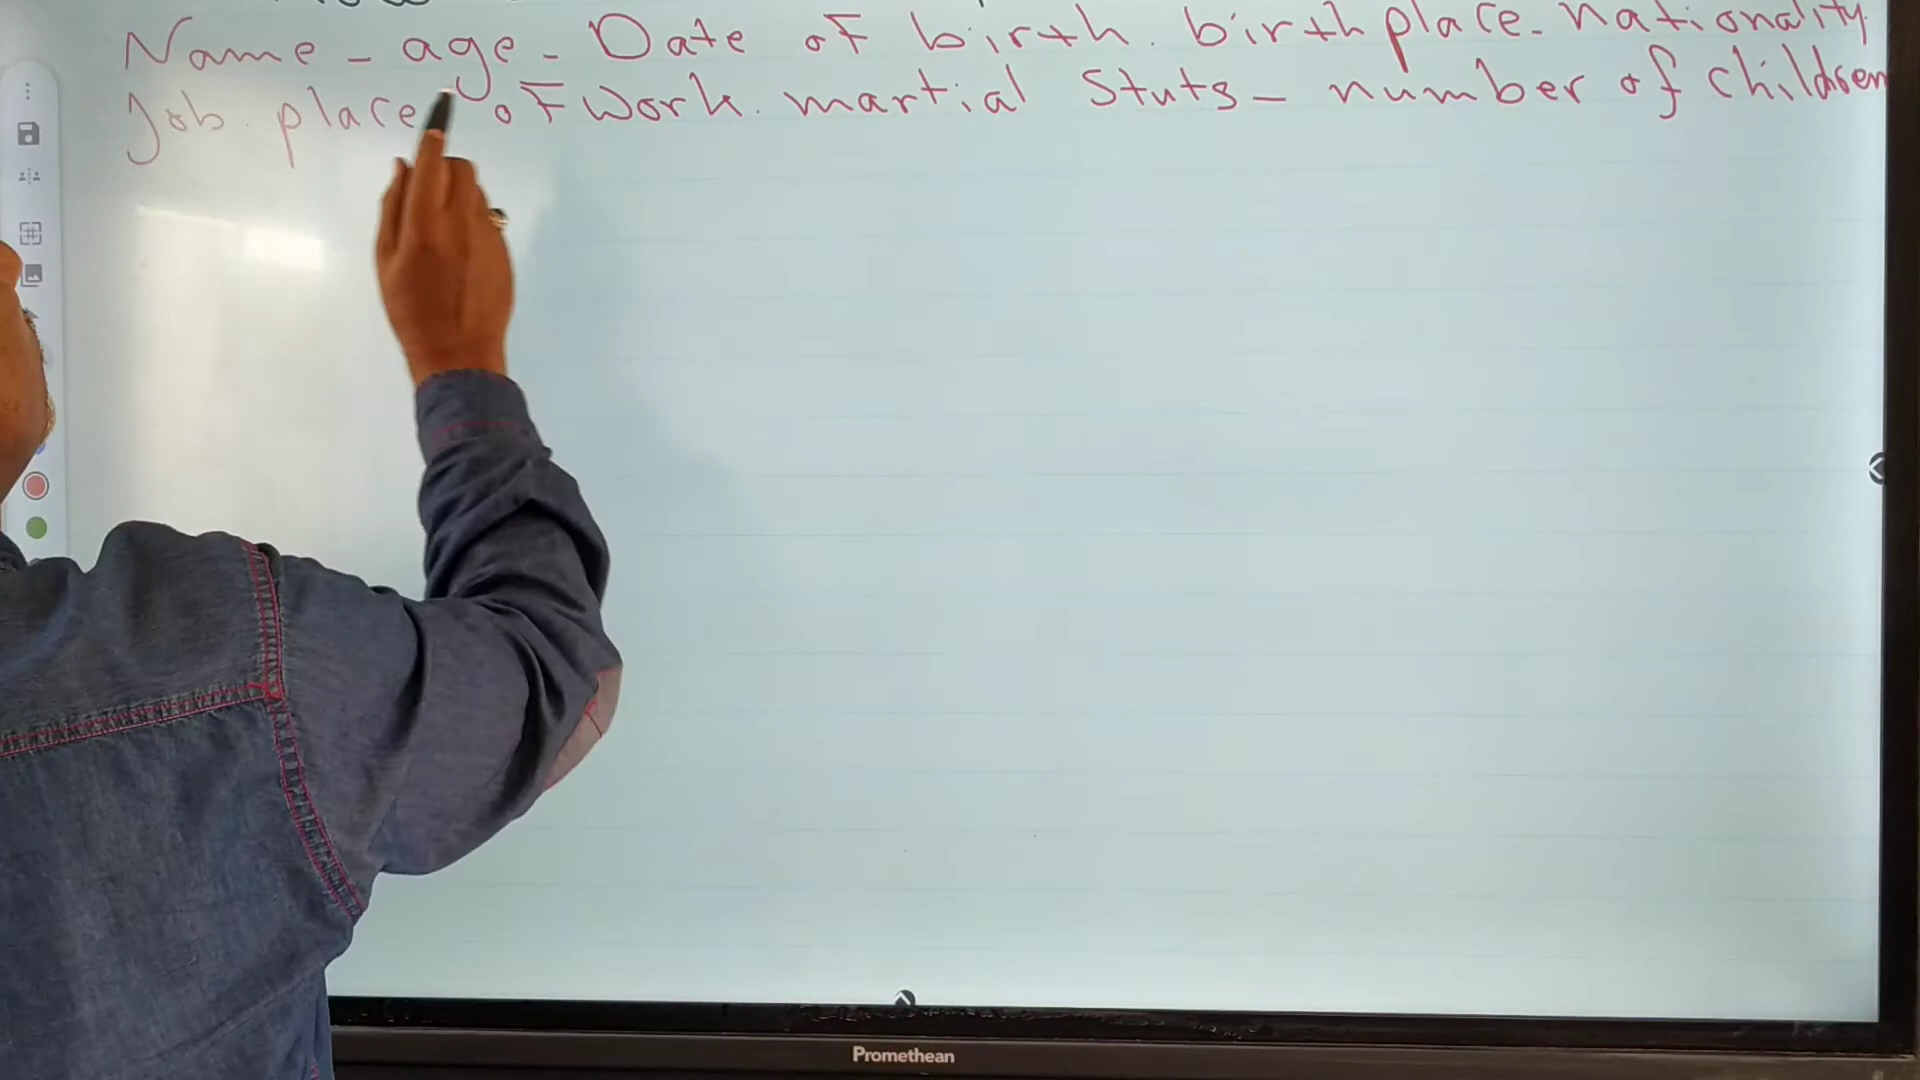 Name - age - Date of birth. birth place - nationality
Job. place of work. martial Stuts - number of children
Promethean